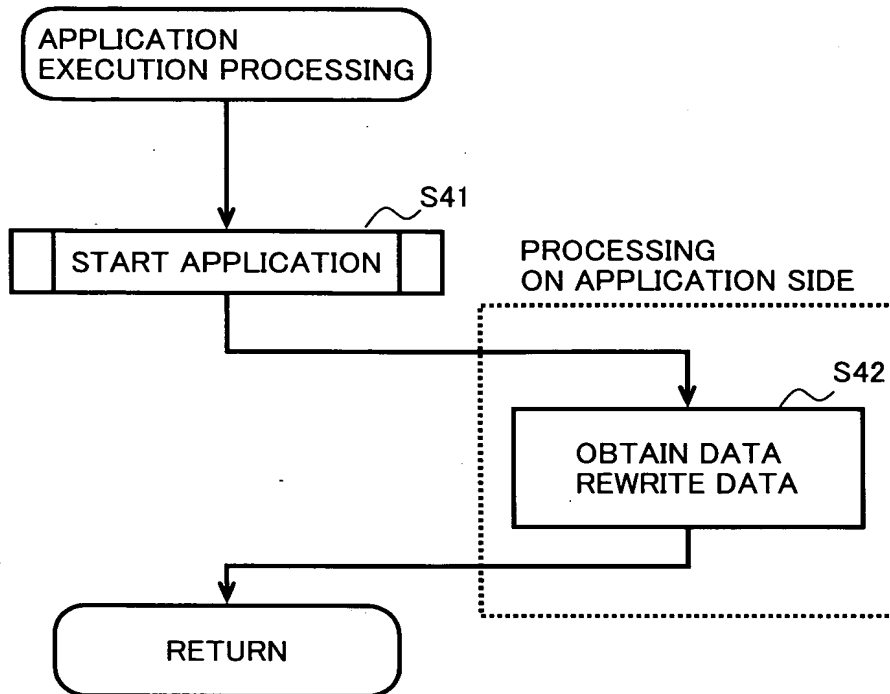 APPLICATION
EXECUTION PROCESSING
S41
START APPLICATION
PROCESSING
ON APPLICATION SIDE
S42
OBTAIN DATA
REWRITE DATA
RETURN